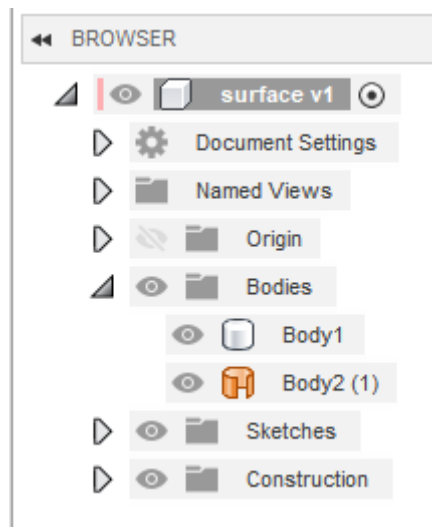 BROWSER
surface v1
Document Settings
Named Views
Origin
Bodies
Body1
Body2 (1)
Sketches
Construction